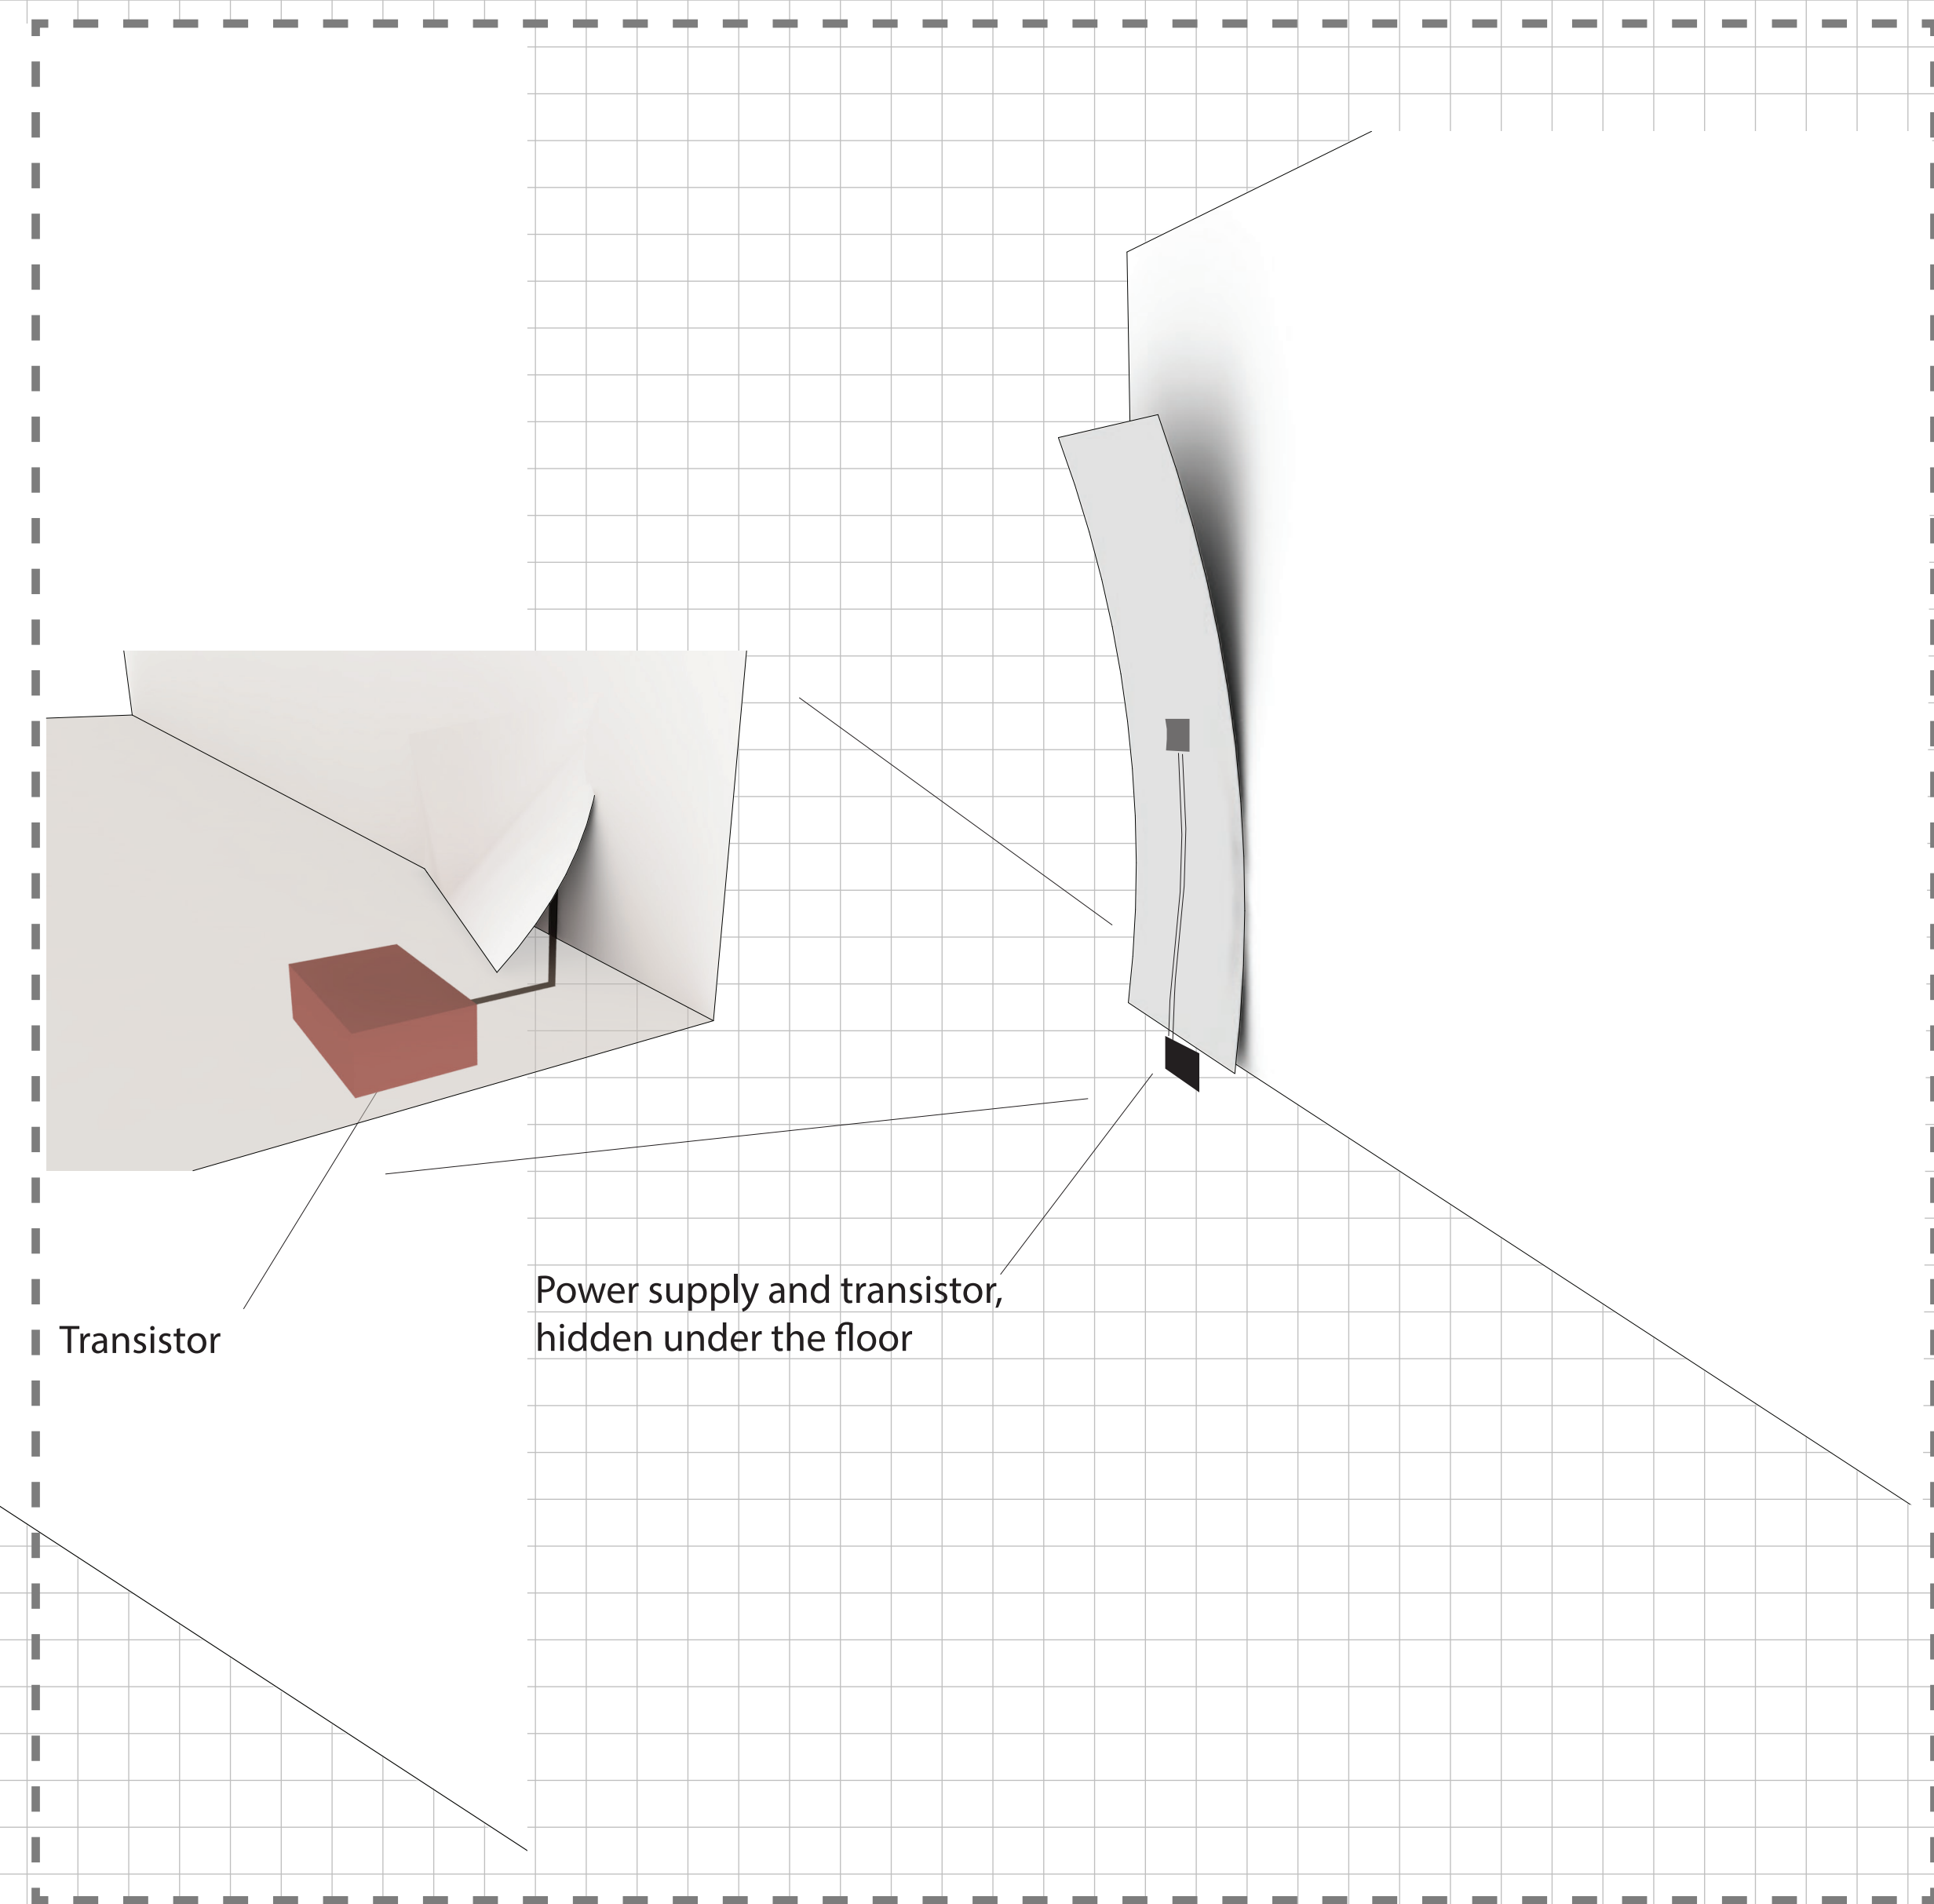 Power supply and transistor,
hidden under the floor
Transistor